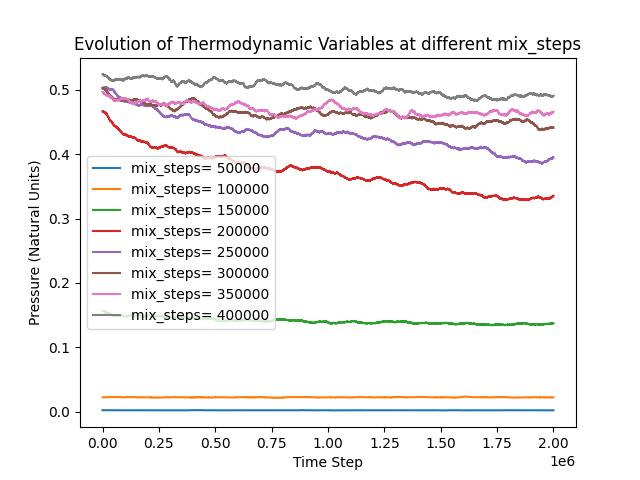 Evolution of Thermodynamic Variables at different mix_steps
Pressure (Natural Units)
0.5
0.4
0.3
0.2
0.1
0.0
mix_steps= 50000
mix_steps= 100000
mix_steps= 150000
mix_steps= 200000
mix_steps= 250000
mix_steps= 300000
mix_steps= 350000
mix_steps= 400000
0.00 0.25 0.50 0.75 1.00 1.25 1.50 1.75 2.00
Time Step
1e6